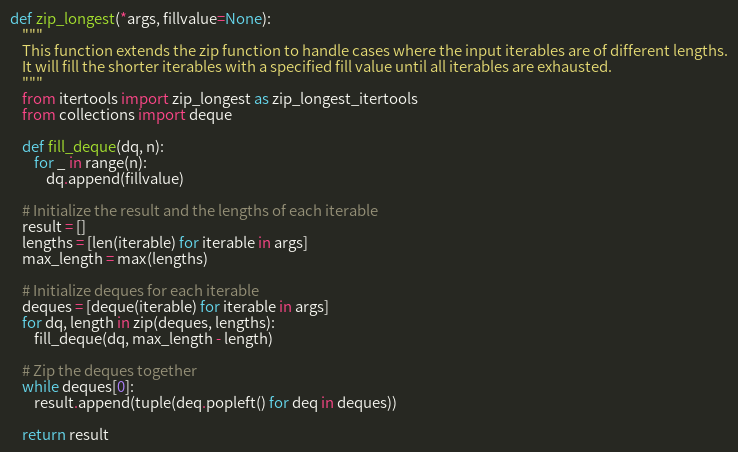 def zip_longest(*args, fillvalue=None):
    """
    This function extends the zip function to handle cases where the input iterables are of different lengths.
    It will fill the shorter iterables with a specified fill value until all iterables are exhausted.
    """
    from itertools import zip_longest as zip_longest_itertools
    from collections import deque

    def fill_deque(dq, n):
        for _ in range(n):
            dq.append(fillvalue)

    # Initialize the result and the lengths of each iterable
    result = []
    lengths = [len(iterable) for iterable in args]
    max_length = max(lengths)

    # Initialize deques for each iterable
    deques = [deque(iterable) for iterable in args]
    for dq, length in zip(deques, lengths):
        fill_deque(dq, max_length - length)

    # Zip the deques together
    while deques[0]:
        result.append(tuple(deq.popleft() for deq in deques))

    return result